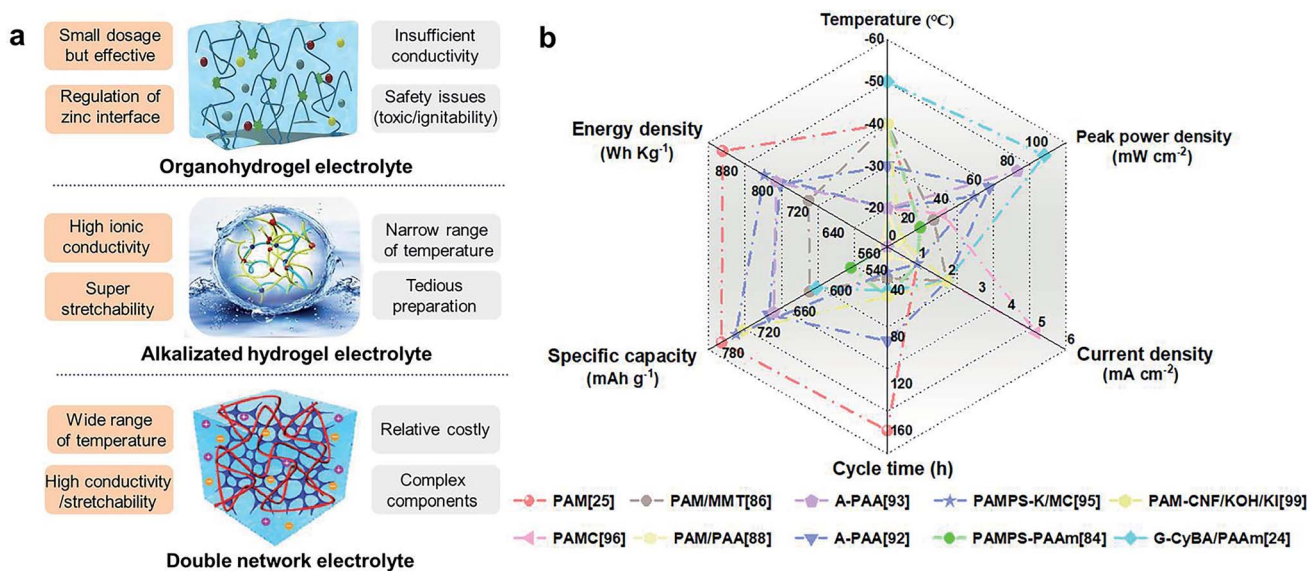 a
Small dosage
but effective
Insufficient
conductivity
Regulation of
zinc interface
Safety issues
(toxic/ignitability)
Organohydrogel electrolyte
High ionic
conductivity
Narrow range
of temperature
Super
stretchability
Tedious
preparation
Alkalizated hydrogel electrolyte
Wide range
of temperature
Relative costly
High conductivity
/stretchability
Complex
components
Double network electrolyte
b
Temperature (°C)
-60
-50
-40
-30
-20
Peak power density
(mW cm-2)
100
80
60
40
20
0
Current density
(mA cm-2)
1
2
3
4
5
6
Cycle time (h)
40
80
120
160
Specific capacity
(mAh g-1)
540
600
660
720
780
Energy density
(Wh Kg-1)
880
800
720
640
560
PAM[25]
PAM/MMT[86]
A-PAA[93]
PAMPS-K/MC[95]
PAM-CNF/KOH/KI[99]
PAMC[96]
PAM/PAA[88]
A-PAA[92]
PAMPS-PAAm[84]
G-CyBA/PAAm[24]